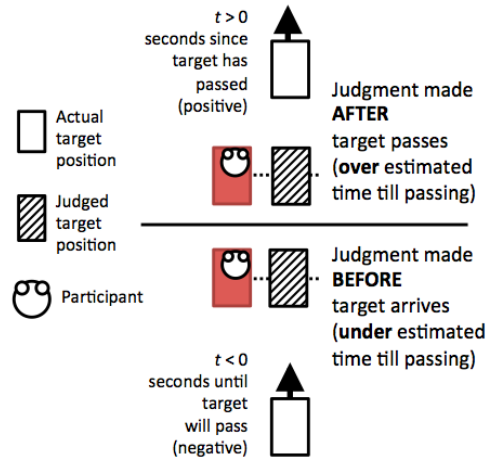 t > 0
seconds since
target has
passed
(positive)
Judgment made
AFTER
target passes
(over estimated
time till passing)
Actual
target
position
Judged
target
position
Participant
Judgment made
BEFORE
target arrives
(under estimated
time till passing)
t < 0
seconds until
target
will pass
(negative)